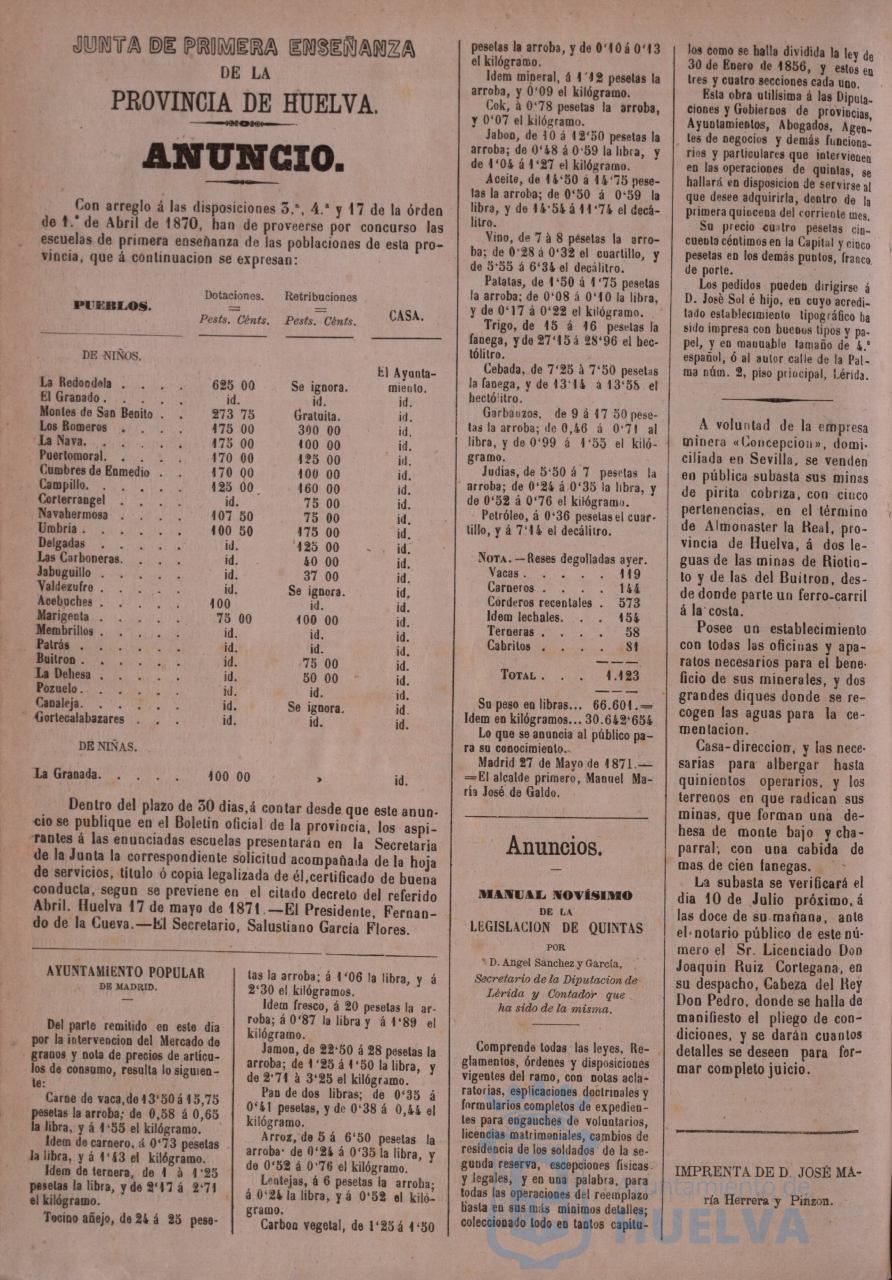 JUNTA DE PRIMERA ENSEÑANZA
DE LA
PROVINCIA DE HUELVA.
ANUNCIO.
Con arreglo á las disposiciones 3.ª, 4.ª y 17 de la órden
de 1.º de Abril de 1870, han de proveerse por concurso las
escuelas de primera enseñanza de las poblaciones de esta pro-
vincia, que á continuacion se expresan:
PUEBLOS. Dotaciones. Retribuciones CASA.
Pests. Cénts. Pests. Cénts.
DE NIÑOS.
El Ayunta-
La Redondela . . . . 625 00 Se ignora. miento.
El Granado . . . . id. id. id.
Montes de San Benito . . 273 75 Gratuita. id.
Los Romeros . . . . 175 00 300 00 id.
La Nava. . . . . 175 00 100 00 id.
Puertomoral. . . . . 170 00 125 00 id.
Cumbres de Enmedio . . 170 00 100 00 id.
Campillo. . . . . 125 00 160 00 id.
Corterrangel . . . . id. 75 00 id.
Navahermosa . . . . 107 50 75 00 id.
Umbria . . . . . 100 50 175 00 id.
Delgadas . . . . . id. 125 00 id.
Las Carboneras. . . . id. 40 00 id.
Jabuguillo . . . . id. 37 00 id.
Valdezufre . . . . id. Se ignora. id.
Acebuches . . . . 100 id. id.
Marigenta . . . . 75 00 100 00 id.
Membrillos . . . . id. id. id.
Patrás . . . . . id. id. id.
Buitron . . . . . id. 75 00 id.
La Dehesa . . . . id. 50 00 id.
Pozuelo. . . . . id. id. id.
Canaleja. . . . . id. Se ignora. id.
Gortecalabazares . . . id. id. id.
DE NIÑAS.
La Granada. . . . . 100 00 » id.
Dentro del plazo de 30 dias, á contar desde que este anun-
cio se publique en el Boletin oficial de la provincia, los aspi-
rantes á las enunciadas escuelas presentarán en la Secretaria
de la Junta la correspondiente solicitud acompañada de la hoja
de servicios, titulo ó copia legalizada de él, certificado de buena
conducta, segun se previene en el citado decreto del referido
Abril. Huelva 17 de mayo de 1871.—El Presidente, Fernan-
do de la Cueva.—El Secretario, Salustiano García Flores.
AYUNTAMIENTO POPULAR
DE MADRID.
Del parte remitido en este dia
por la intervencion del Mercado de
granos y nota de precios de articu-
los de consumo, resulta lo siguien-
te:
Carne de vaca, de 13'50 á 15,75
pesetas la arroba; de 0,58 á 0,65
la libra, y á 1'55 el kilógramo.
Idem de carnero, á 0'73 pesetas
la libra, y á 1'43 el kilógramo.
Idem de ternera, de 1 á 1'25
pesetas la libra, y de 2'17 á 2'71
el kilógramo.
Tocino añejo, de 24 á 25 pese-
tas la arroba; á 1'06 la libra, y á
2'30 el kilógramos.
Idem fresco, á 20 pesetas la ar-
roba; á 0'87 la libra y á 1'89 el
kilógramo.
Jamon, de 22'50 á 28 pesetas la
arroba; de 1'25 á 1'50 la libra, y
de 2'71 à 3'25 el kilógramo.
Pan de dos libras; de 0'35 á
0'41 pesetas, y de 0'38 á 0,44 el
kilógramo.
Arroz, de 5 á 6'50 pesetas la
arroba· de 0'24 á 0'35 la libra, y
de 0'52 á 0'76 el kilógramo.
Lentejas, á 6 pesetas la arroba;
á 0'24 la libra, y á 0'52 el kiló-
gramo.
Carbon vegetal, de 1'25 á 1'50
pesetas la arroba, y de 0'10 á 0'13
el kilógramo.
Idem mineral, á 1'12 pesetas la
arroba, y 0'09 el kilógramo.
Cok, à 0'78 pesetas la arroba,
y 0'07 el kilógramo.
Jabon, de 10 á 12'50 pesetas la
arroba; de 0'48 á 0'59 la libra, y
de 1'04 á 1'27 el kilógramo.
Aceite, de 14'50 á 14'75 pese-
tas la arroba; de 0'50 á 0'59 la
libra, y de 14'54 á 11'74 el decá-
litro.
Vino, de 7 à 8 pésetas la arro-
ba; de 0'28 á 0'32 el cuartillo, y
de 5'55 á 6'34 el decálitro.
Patatas, de 1'50 á 1'75 pesetas
la arroba; de 0'08 á 0'10 la libra,
y de 0'17 á 0'22 el kilógramo.
Trigo, de 15 á 16 pesetas la
fanega, y de 27'15 á 28'96 el hec-
tólitro.
Cebada, de 7'25 à 7'50 pesetas
la fanega, y de 13'14 à 13'58 el
hectólitro.
Garbanzos, de 9 á 17 50 pese-
tas la arroba; de 0,46 á 0'71 al
libra, y de 0'99 á 1'55 el kiló-
gramo.
Judias, de 5'50 á 7 pesetas la
arroba; de 0'24 á 0'35 la libra, y
de 0'52 á 0'76 el kilógramo.
Petróleo, á 0'36 pesetas el cuar-
tillo, y á 7'14 el decálitro.
NOTA.—Reses degolladas ayer.
Vacas . . . . . 119
Carneros . . . . 144
Corderos recentales . 573
Idem lechales. . . 154
Terneras . . . . 58
Cabritos . . . . 81
TOTAL . . . 1.123
Su peso en libras... 66.601.=
Idem en kilógramos... 30.642'654
Lo que se anuncia al público pa-
ra su conocimiento.
Madrid 27 de Mayo de 1871.—
=El alcalde primero, Manuel Ma-
ría José de Galdo.
Anuncios.
MANUAL NOVÍSIMO
DE LA
LEGISLACION DE QUINTAS
POR
D. Angel Sanchez y García,
Secretario de la Diputacion de
Lérida y Contador que
ha sido de la misma.
Comprende todas las leyes, Re-
glamentos, órdenes y disposiciones
vigentes del ramo, con notas acla-
ratorias, esplicaciones doctrinales y
formularios completos de expedien-
tes para enganches de voluntarios,
licencias matrimoniales, cambios de
residencia de los soldados de la se-
gunda reserva, escepciones fisicas
y legales, y en una palabra, para
todas las operaciones del reemplazo
hasta en sus más mínimos detalles;
coleccionado todo en tantos capitu-
los como se halla dividida la ley de
30 de Enero de 1856, y estos en
tres y cuatro secciones cada uno.
Esta obra utilísima á las Diputa-
ciones y Gobiernos de provincias,
Ayuntamientos, Abogados, Agen-
tes de negocios y demás funciona-
rios y particulares que intervienen
en las operaciones de quintas, se
hallará en disposicion de servirse al
que desee adquirirla, dentro de la
primera quincena del corriente mes.
Su precio cuatro pesetas cin-
cuenta céntimos en la Capital y cinco
pesetas en los demás puntos, franco
de porte.
Los pedidos pueden dirigirse á
D. Josè Sol é hijo, en cuyo acredi-
tado establecimiento tipográfico ha
sido impresa con buenos tipos y pa-
pel, y en manuable tamaño de 4.º
español, ó al autor calle de la Pal-
ma núm. 2, piso principal, Lérida.
A voluntad de la empresa
minera «Concepcion», domi-
ciliada en Sevilla, se venden
en pública subasta sus minas
de pirita cobriza, con cinco
pertenencias, en el término
de Almonaster la Real, pro-
vincia de Huelva, á dos le-
guas de las minas de Riotin-
to y de las del Buitron, des-
de donde parte un ferro-carril
á la costa.
Posee un establecimiento
con todas las oficinas y apa-
ratos necesarios para el bene-
ficio de sus minerales, y dos
grandes diques donde se re-
cogen las aguas para la ce-
mentacion.
Casa-direccion, y las nece-
sarias para albergar hasta
quinientos operarios, y los
terrenos en que radican sus
minas, que forman una de-
hesa de monte bajo y cha-
parral, con una cabida de
mas de cien fanegas.
La subasta se verificará el
dia 10 de Julio próximo, á
las doce de su mañana, ante
el notario público de este nú-
mero el Sr. Licenciado Don
Joaquin Ruiz Cortegana, en
su despacho, Cabeza del Rey
Don Pedro, donde se halla de
manifiesto el pliego de con-
diciones, y se darán cuantos
detalles se deseen para for-
mar completo juicio.
IMPRENTA DE D. JOSÉ MA-
ría Herrera y Pinzon.
Ayuntamiento de
HUELVA